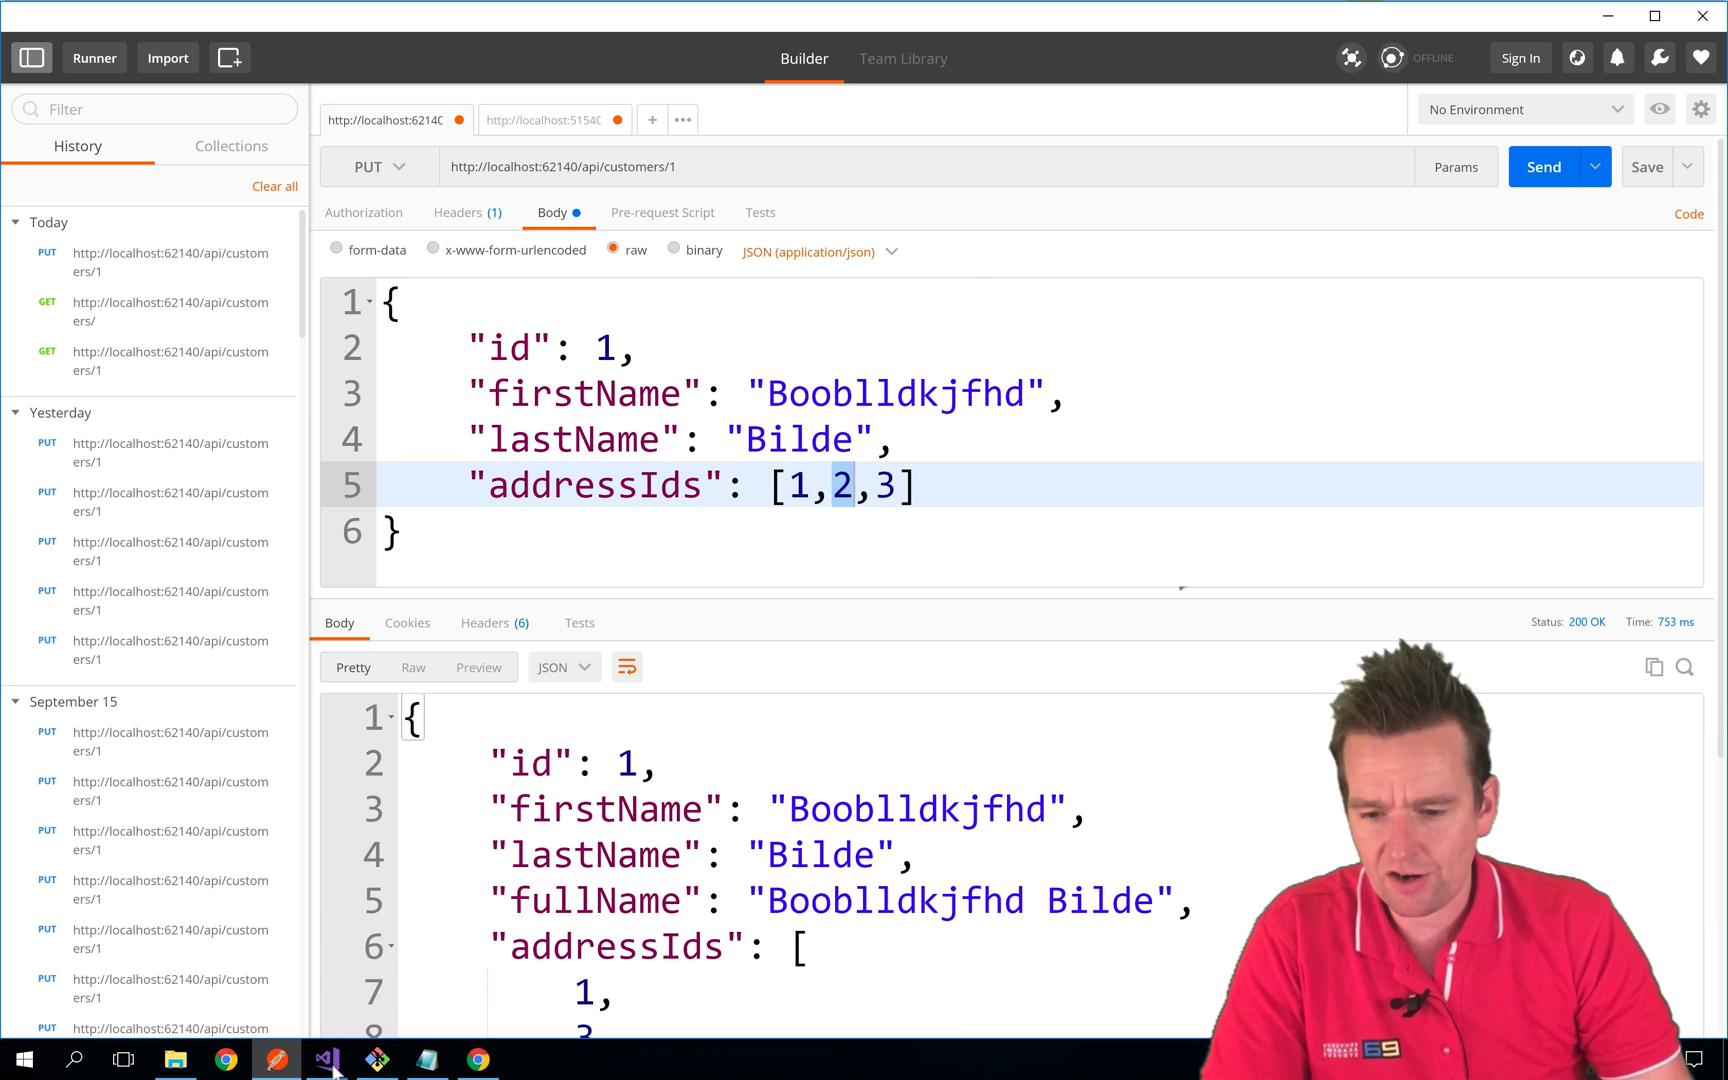 Runner
Import
Builder
Team Library
OFFLINE
Sign In
Filter
History
Collections
Clear all
Today
PUT http://localhost:62140/api/custom
ers/1
GET http://localhost:62140/api/custom
ers/
GET http://localhost:62140/api/custom
ers/1
Yesterday
PUT http://localhost:62140/api/custom
ers/1
PUT http://localhost:62140/api/custom
ers/1
PUT http://localhost:62140/api/custom
ers/1
PUT http://localhost:62140/api/custom
ers/1
PUT http://localhost:62140/api/custom
ers/1
September 15
PUT http://localhost:62140/api/custom
ers/1
PUT http://localhost:62140/api/custom
ers/1
PUT http://localhost:62140/api/custom
ers/1
PUT http://localhost:62140/api/custom
ers/1
PUT http://localhost:62140/api/custom
ers/1
PUT http://localhost:62140/api/custom
ers/1
PUT http://localhost:62140/api/custom
http://localhost:6214(
http://localhost:5154(
+
•••
No Environment
PUT
http://localhost:62140/api/customers/1
Params
Send
Save
Authorization
Headers (1)
Body
Pre-request Script
Tests
Code
form-data
x-www-form-urlencoded
raw
binary
JSON (application/json)
1 {
2 "id": 1,
3 "firstName": "Booblldkjfhd",
4 "lastName": "Bilde",
5 "addressIds": [1,2,3]
6 }
Body
Cookies
Headers (6)
Tests
Status: 200 OK
Time: 753 ms
Pretty
Raw
Preview
JSON
1 {
2 "id": 1,
3 "firstName": "Booblldkjfhd",
4 "lastName": "Bilde",
5 "fullName": "Booblldkjfhd Bilde",
6 "addressIds": [
7 1,
8 3
69